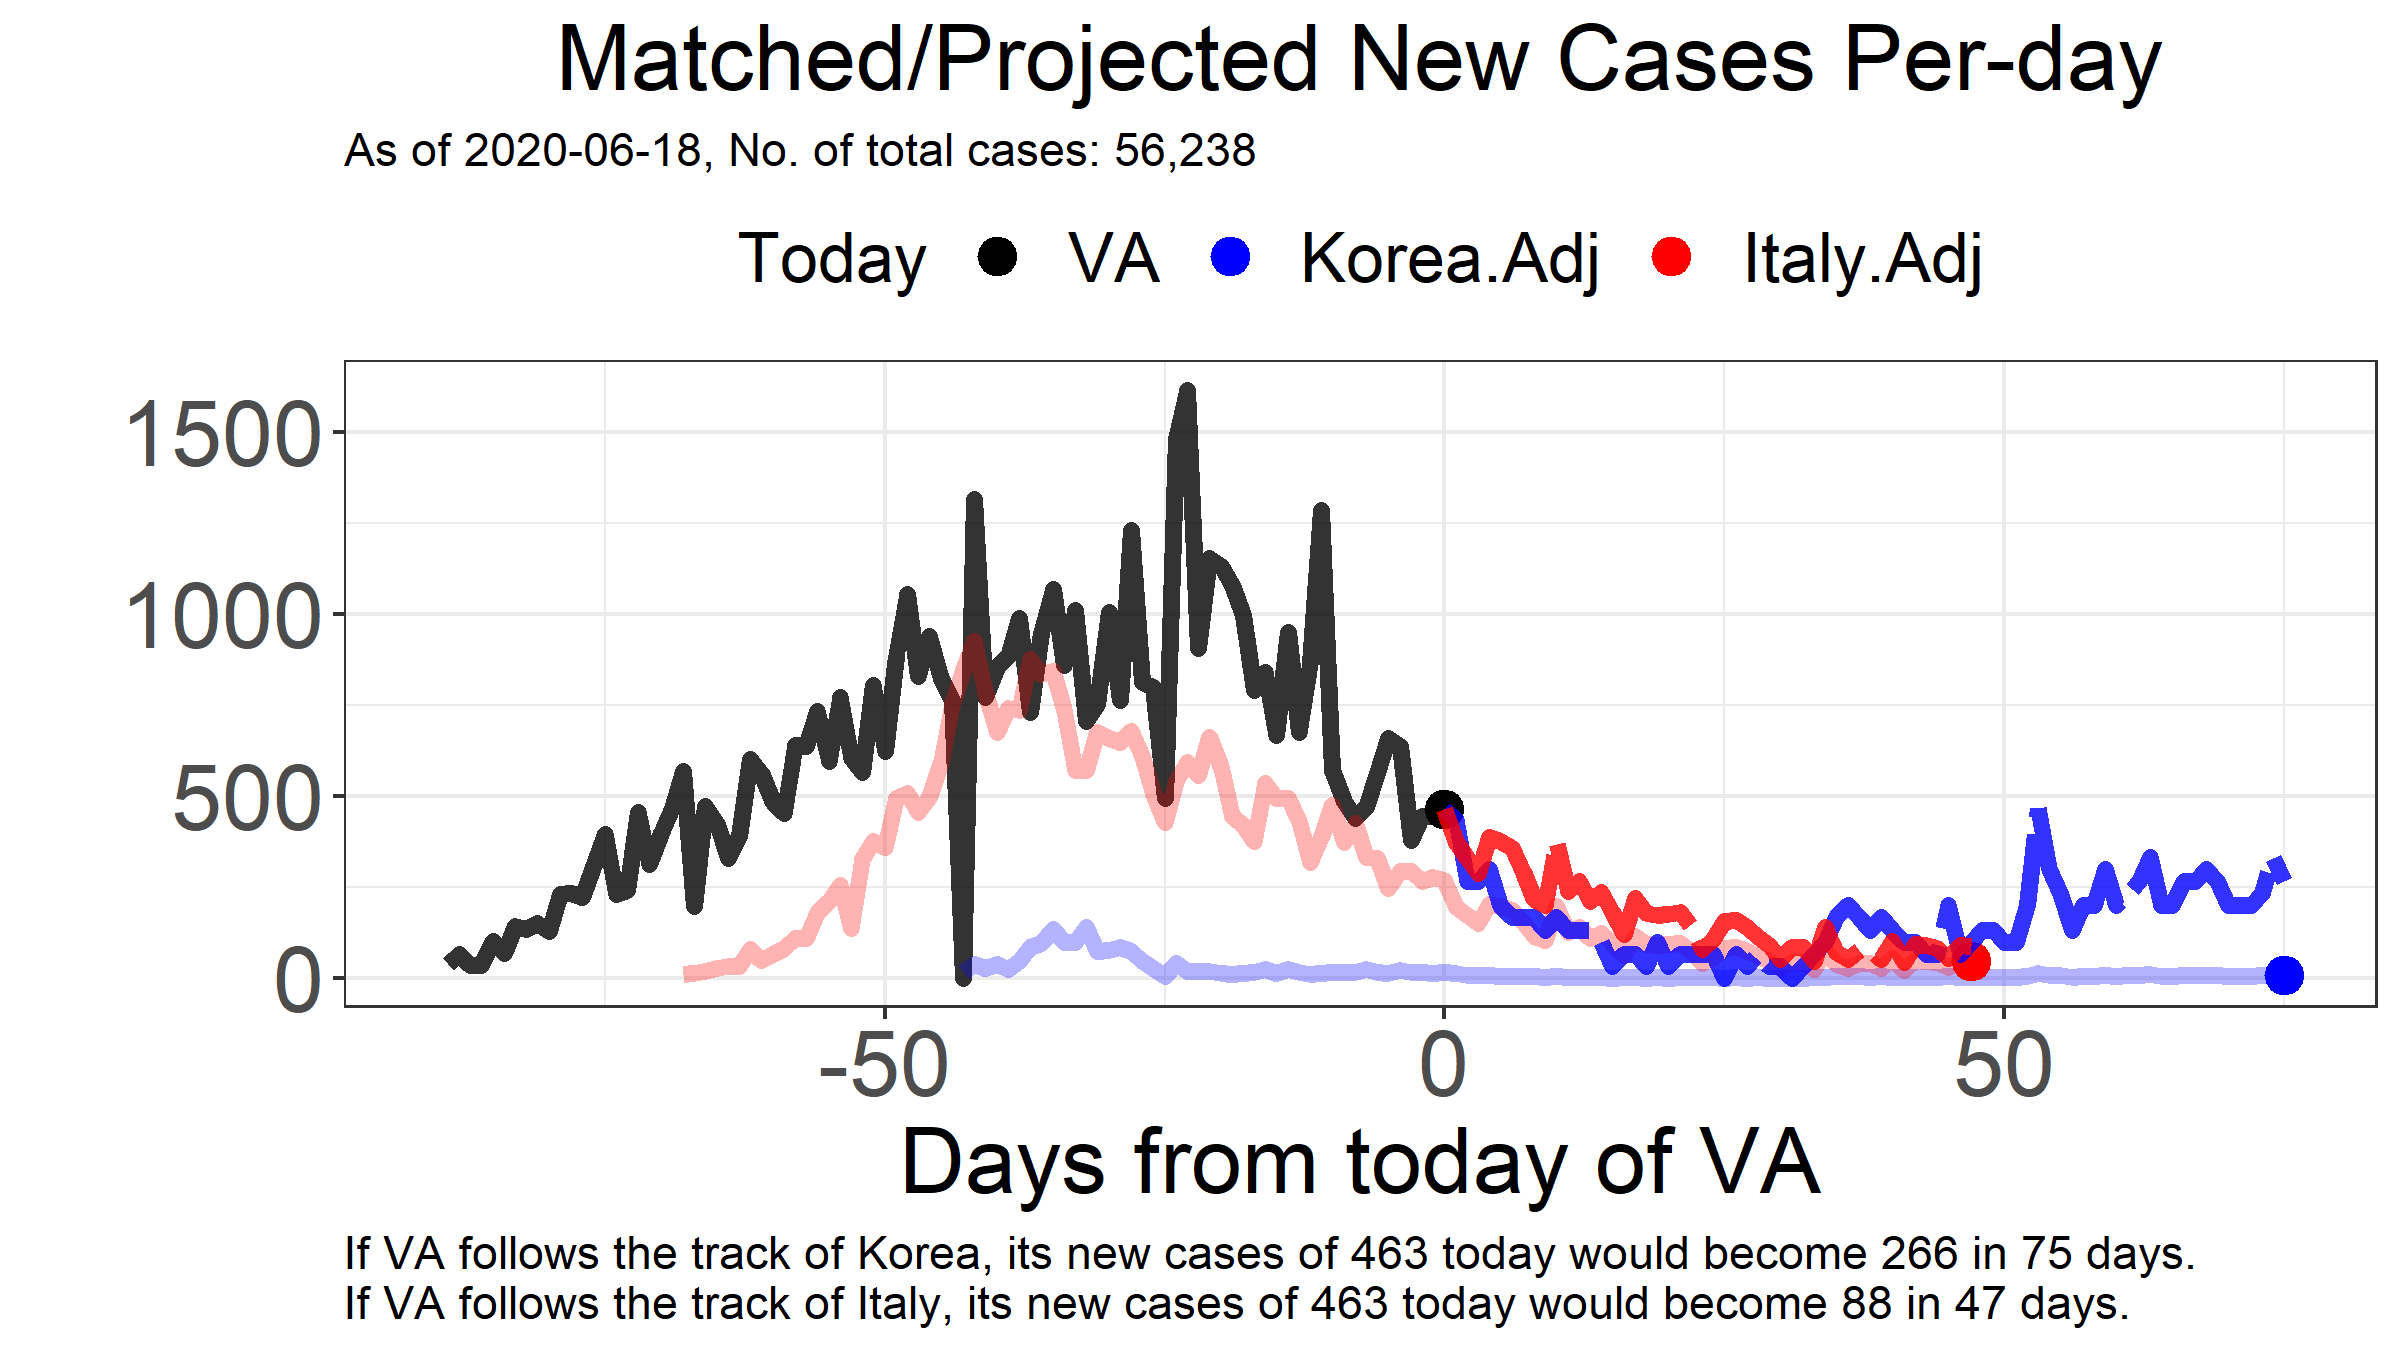 Matched/Projected New Cases Per-day
As of 2020-06-18, No. of total cases: 56,238
Today VA Korea.Adj Italy.Adj
1500
1000
500
0
-50 0 50
Days from today of VA
If VA follows the track of Korea, its new cases of 463 today would become 266 in 75 days.
If VA follows the track of Italy, its new cases of 463 today would become 88 in 47 days.